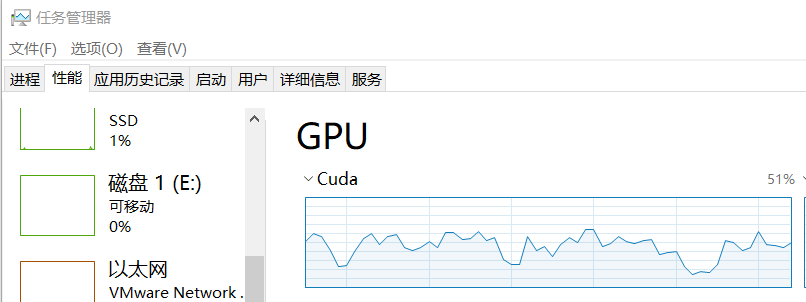 任务管理器
文件(F) 选项(O) 查看(V)
进程 性能 应用历史记录 启动 用户 详细信息 服务
SSD
1%
磁盘 1 (E:)
可移动
0%
以太网
VMware Network .
GPU
Cuda 51%